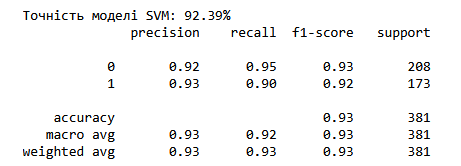 Точність моделі SVM: 92.39%
precision recall f1-score support
0 0.92 0.95 0.93 208
1 0.93 0.90 0.92 173
accuracy 0.93 381
macro avg 0.93 0.92 0.93 381
weighted avg 0.93 0.93 0.93 381